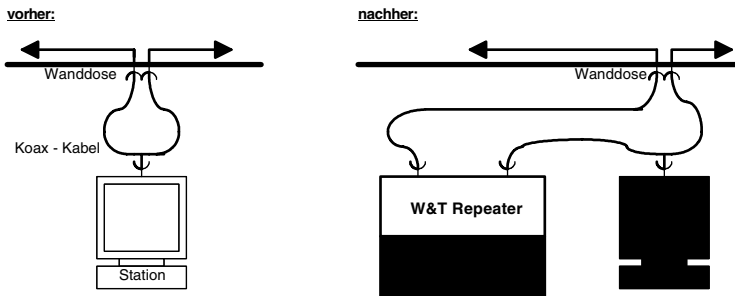 vorher:
nachher:
Wanddose
Wanddose
Koax - Kabel
W&T Repeater
Station